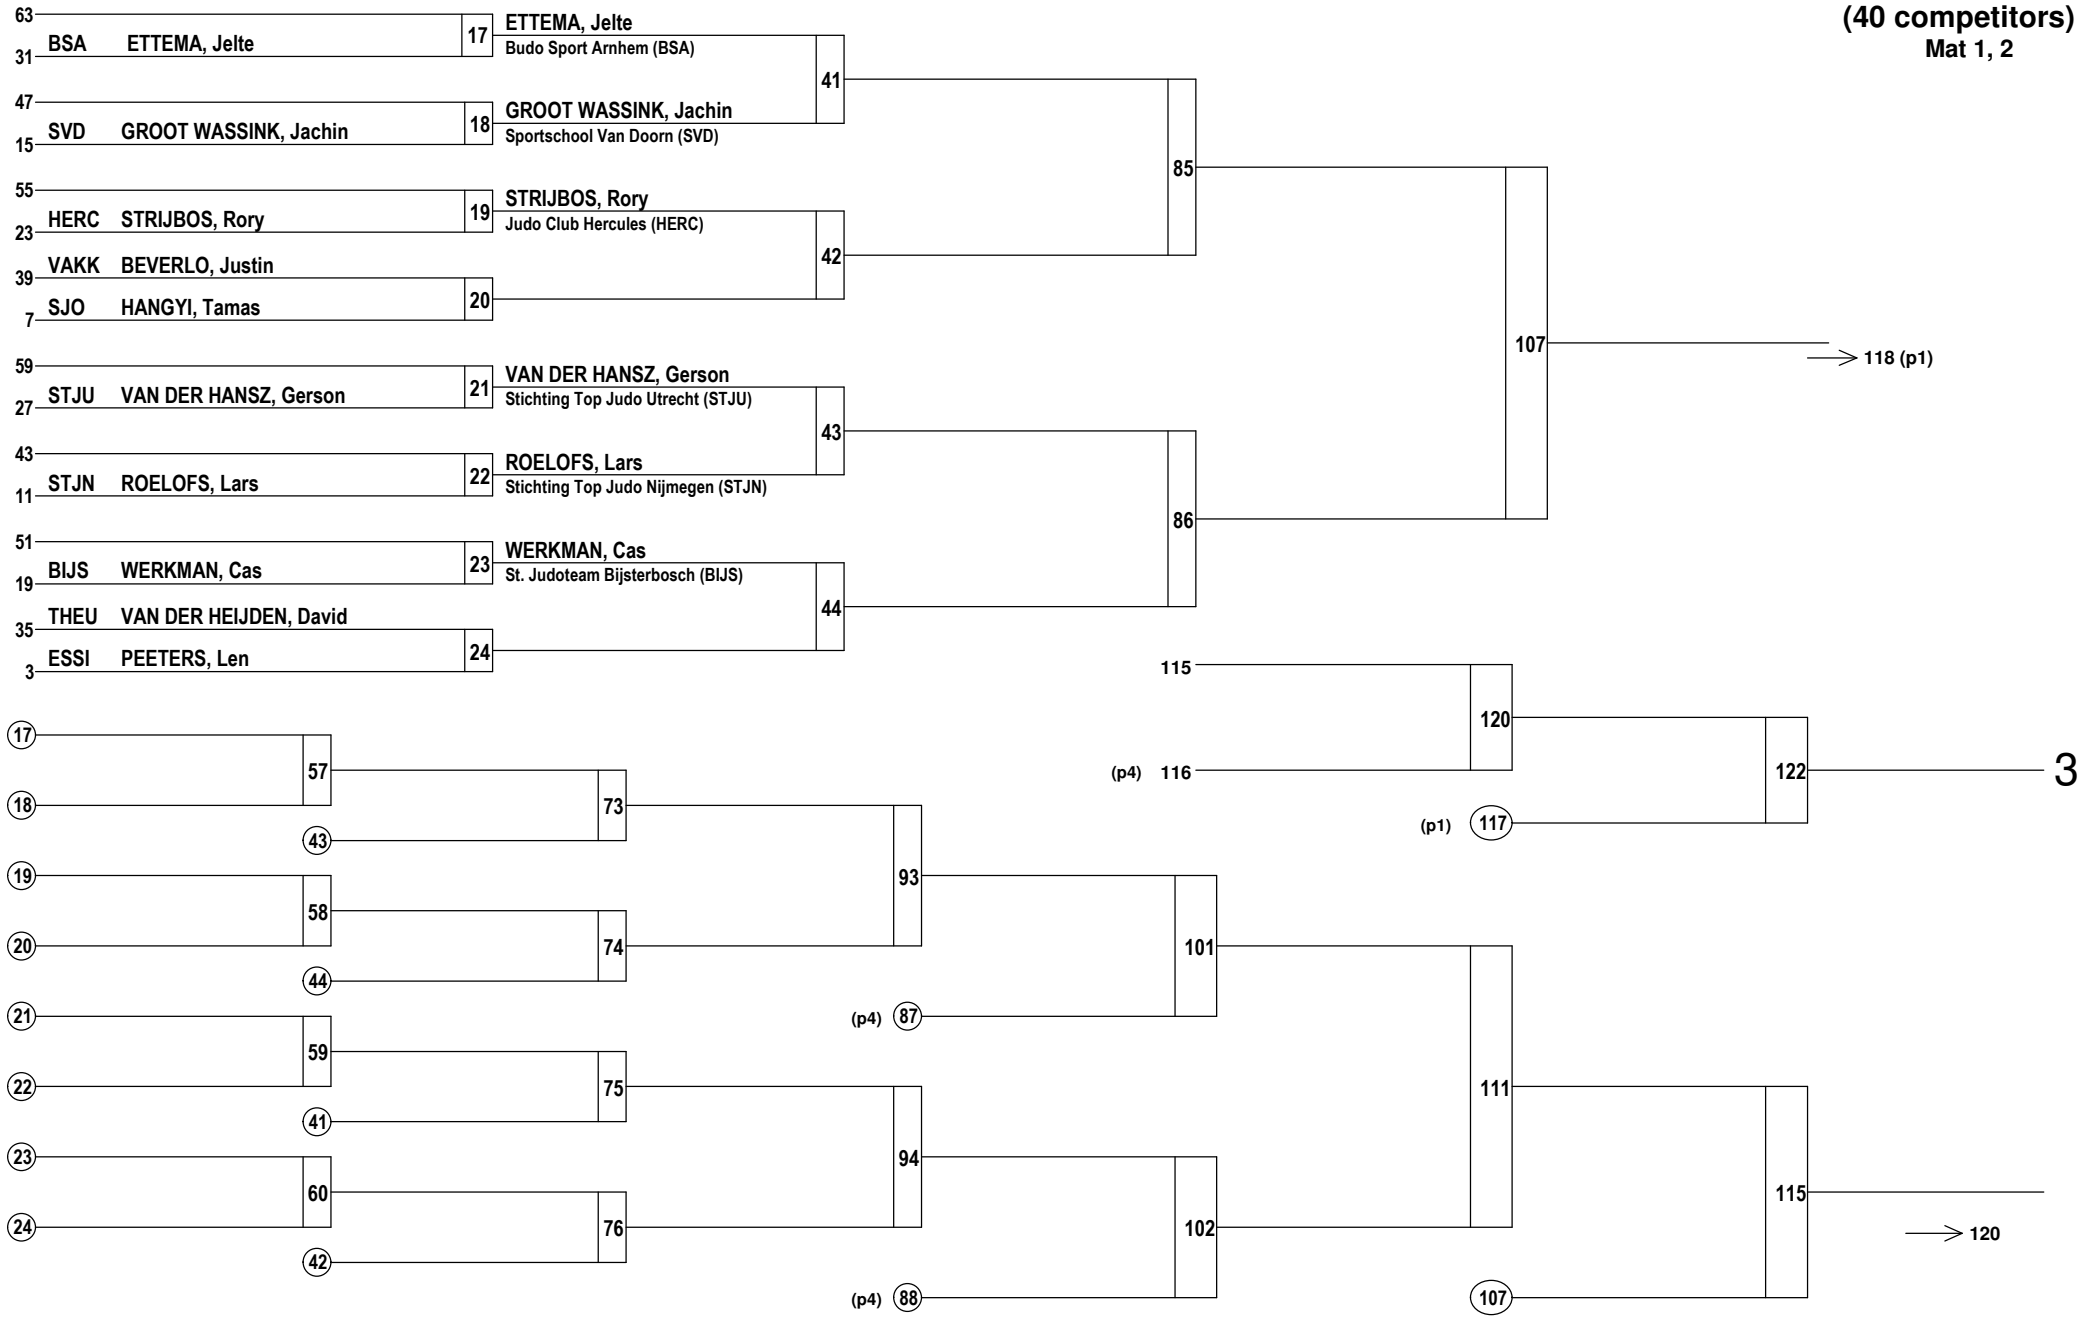 (40 competitors)
Mat 1, 2
63
BSA ETTEMA, Jelte
31
17
ETTEMA, Jelte
Budo Sport Arnhem (BSA)
41
47
SVD GROOT WASSINK, Jachin
15
18
GROOT WASSINK, Jachin
Sportschool Van Doorn (SVD)
85
55
HERC STRIJBOS, Rory
23
19
STRIJBOS, Rory
Judo Club Hercules (HERC)
42
VAKK BEVERLO, Justin
39
SJO HANGYI, Tamas
7
20
107
118 (p1)
59
STJU VAN DER HANSZ, Gerson
27
21
VAN DER HANSZ, Gerson
Stichting Top Judo Utrecht (STJU)
43
43
STJN ROELOFS, Lars
11
22
ROELOFS, Lars
Stichting Top Judo Nijmegen (STJN)
86
51
BIJS WERKMAN, Cas
19
23
WERKMAN, Cas
St. Judoteam Bijsterbosch (BIJS)
44
THEU VAN DER HEIJDEN, David
35
ESSI PEETERS, Len
3
24
115
120
(p4) 116
122
3
(p1) 117
17
57
18
73
43
93
19
58
20
74
44
101
(p4) 87
21
59
22
75
41
111
94
23
60
24
76
42
102
(p4) 88
115
120
107